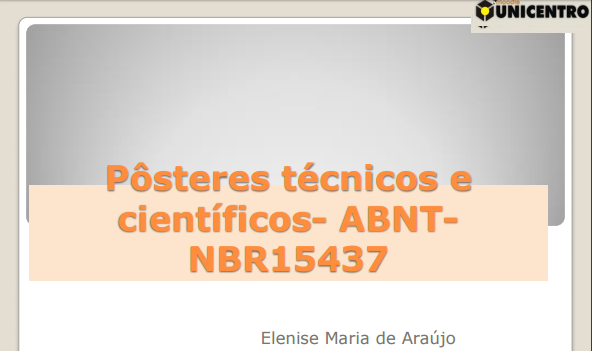 UNICENTRO
Pôsteres técnicos e
científicos- ABNT-
NBR15437
Elenise Maria de Araújo